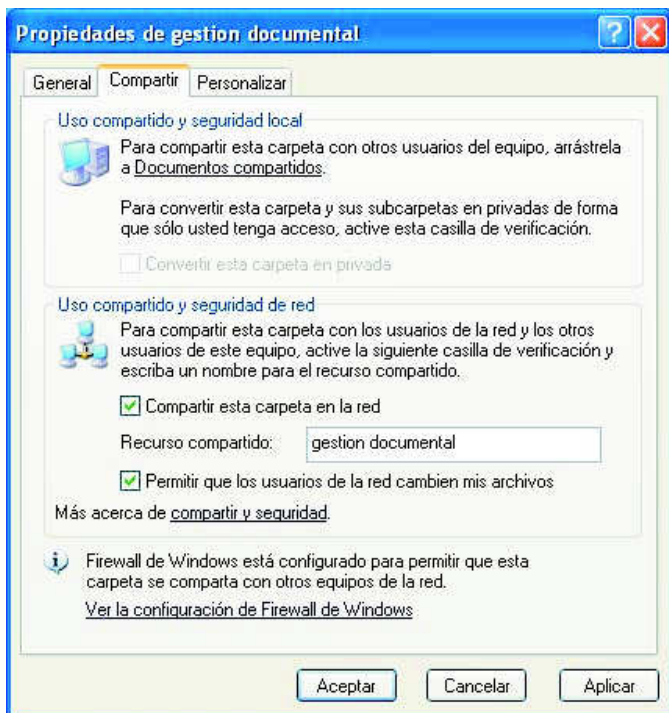 Propiedades de gestion documental
General Compartir Personalizar
Uso compartido y seguridad local
Para compartir esta carpeta con otros usuarios del equipo, arrástrela
a Documentos compartidos.
Para convertir esta carpeta y sus subcarpetas en privadas de forma
que sólo usted tenga acceso, active esta casilla de verificación.
Convertir esta carpeta en privada
Uso compartido y seguridad de red
Para compartir esta carpeta con los usuarios de la red y los otros
usuarios de este equipo, active la siguiente casilla de verificación y
escriba un nombre para el recurso compartido.
Compartir esta carpeta en la red
Recurso compartido: gestion documental
Permitir que los usuarios de la red cambien mis archivos
Más acerca de compartir y seguridad.
Firewall de Windows está configurado para permitir que esta
carpeta se comparta con otros equipos de la red.
Ver la configuración de Firewall de Windows
Aceptar Cancelar Aplicar